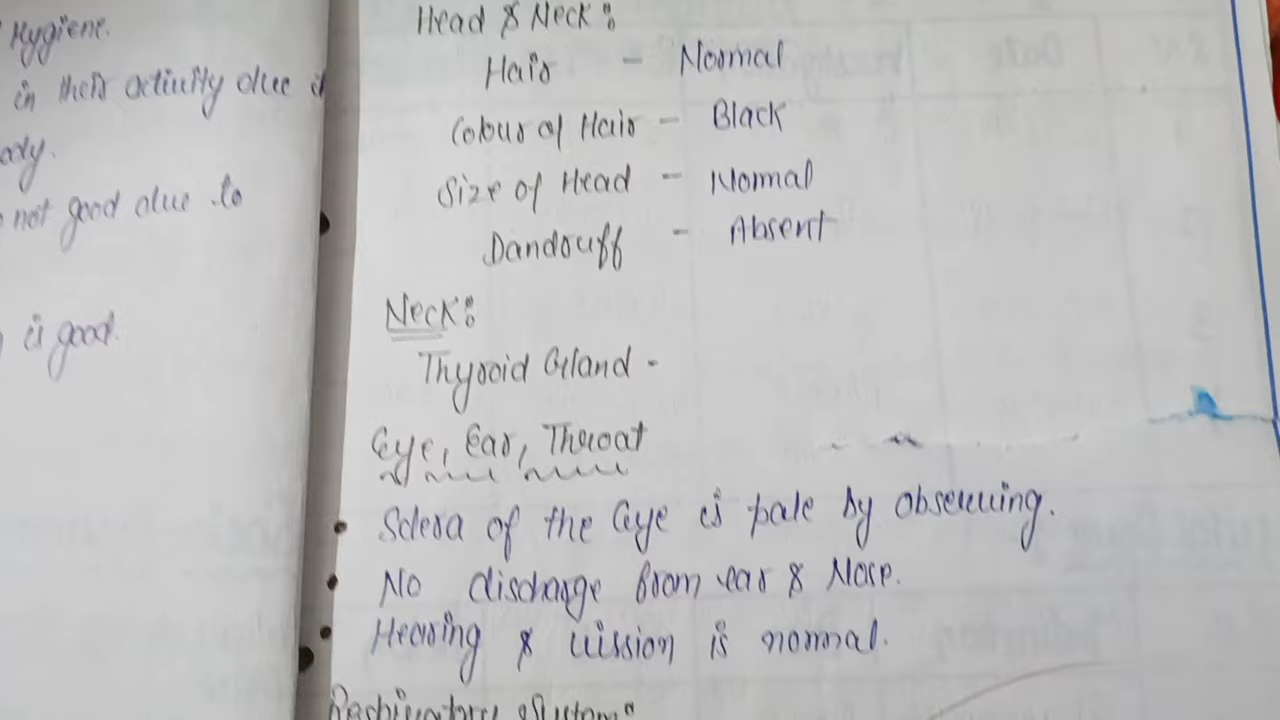 Hygiene.
in their activity due
ody.
not good due to
is good.
Head & Neck:
Hair - Normal
Colour of Hair - Black
Size of Head - Normal
Dandruff - Absent
Neck:
Thyroid Gland -
Eye, Ear, Throat
• Sclera of the Eye is pale by observing.
• No discharge from ear & Nose.
• Hearing & vission is normal.
Respiratory System: